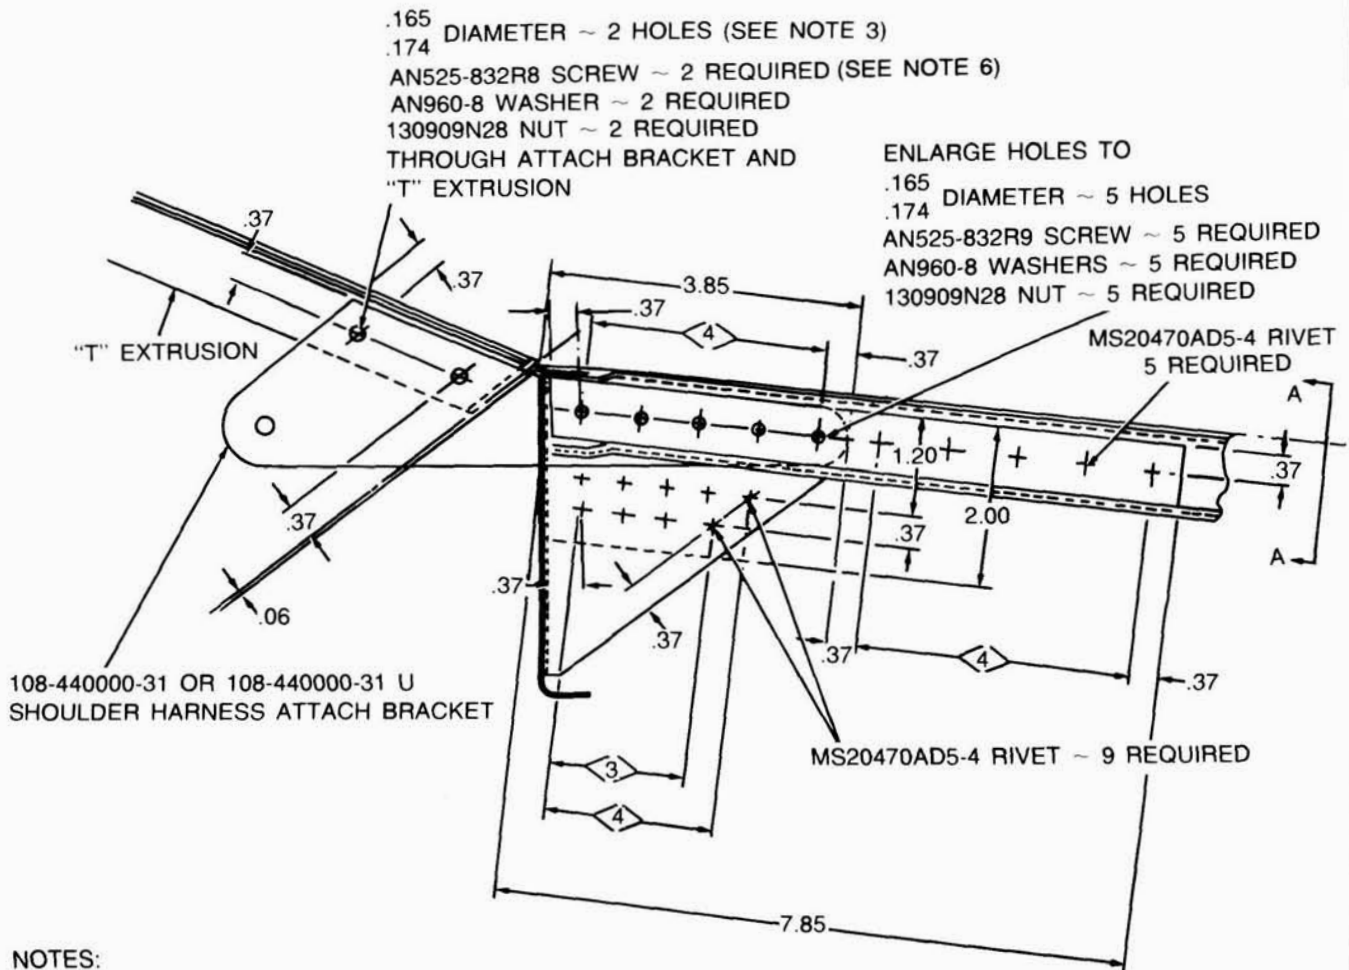 .165
.174 DIAMETER ~ 2 HOLES (SEE NOTE 3)
AN525-832R8 SCREW ~ 2 REQUIRED (SEE NOTE 6)
AN960-8 WASHER ~ 2 REQUIRED
130909N28 NUT ~ 2 REQUIRED
THROUGH ATTACH BRACKET AND
"T" EXTRUSION
ENLARGE HOLES TO
.165
.174 DIAMETER ~ 5 HOLES
AN525-832R9 SCREW ~ 5 REQUIRED
AN960-8 WASHERS ~ 5 REQUIRED
130909N28 NUT ~ 5 REQUIRED
MS20470AD5-4 RIVET
5 REQUIRED
.37
.37
3.85
.37
4
.37
"T" EXTRUSION
A
1.20
.37
2.00
.37
.37
A
.37
.06
.37
.37
4
.37
108-440000-31 OR 108-440000-31 U
SHOULDER HARNESS ATTACH BRACKET
MS20470AD5-4 RIVET ~ 9 REQUIRED
3
4
7.85
NOTES: